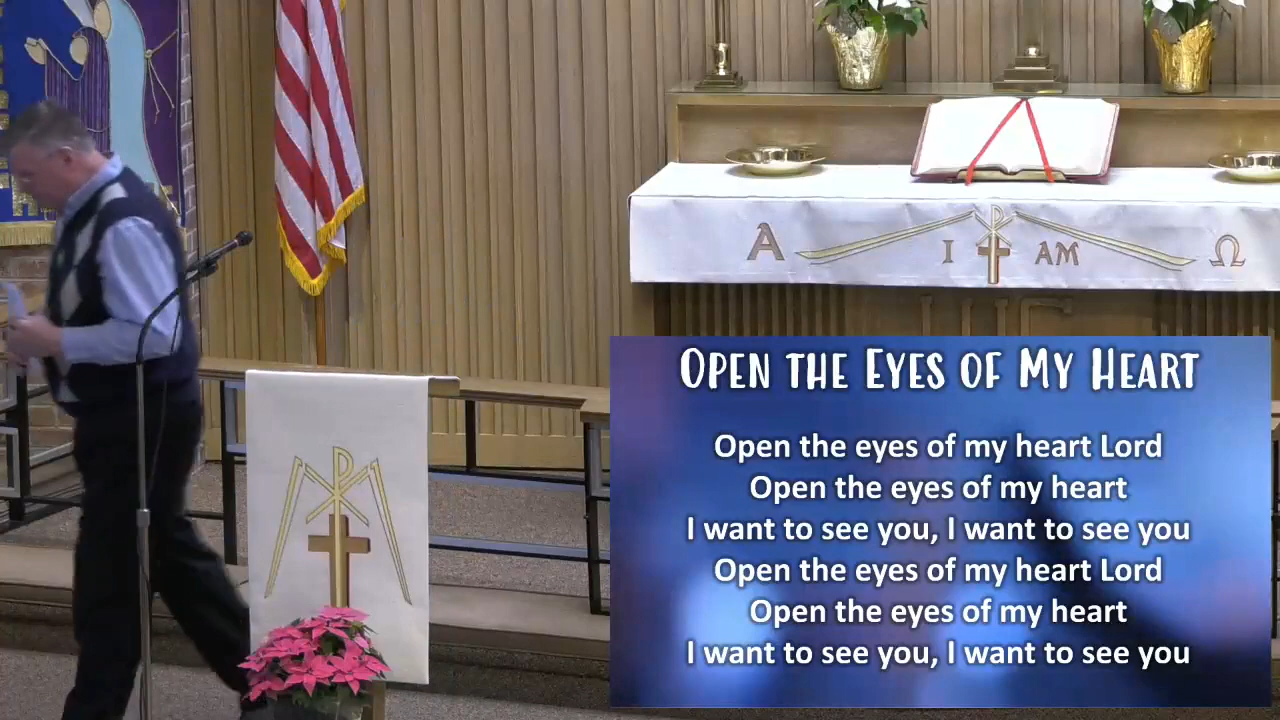 A I AM Ω
OPEN THE EYES OF MY HEART
Open the eyes of my heart Lord
Open the eyes of my heart
I want to see you, I want to see you
Open the eyes of my heart Lord
Open the eyes of my heart
I want to see you, I want to see you